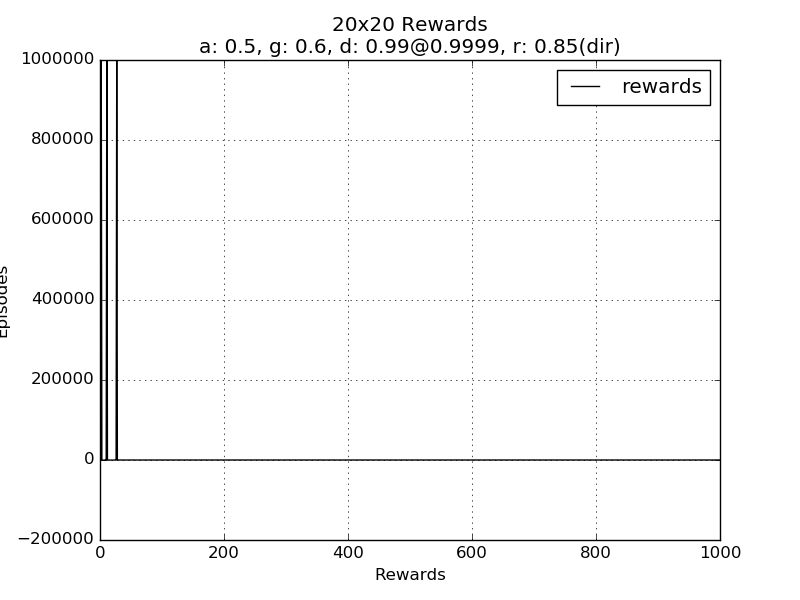 20x20 Rewards
a: 0.5, g: 0.6, d: 0.99@0.9999, r: 0.85(dir)
rewards
1000000
800000
600000
400000
200000
0
−200000
Episodes
0 200 400 600 800 1000
Rewards